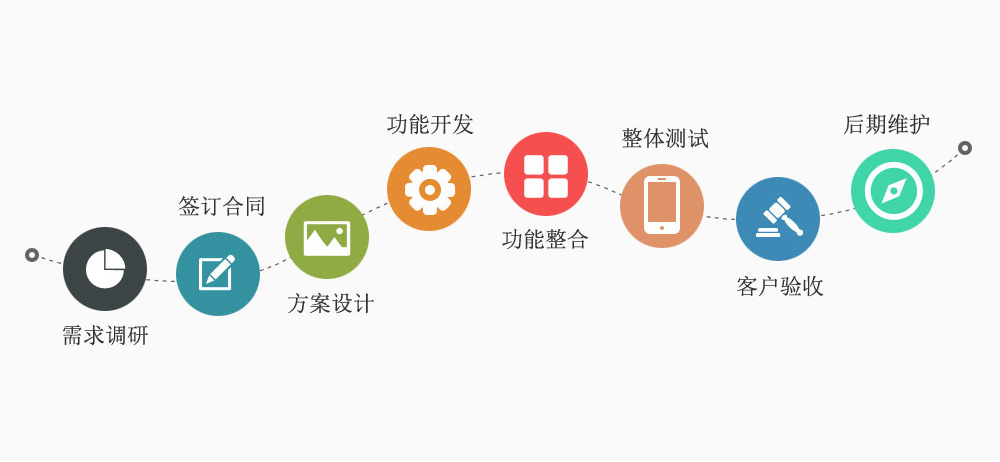 需求调研
签订合同
方案设计
功能开发
功能整合
整体测试
客户验收
后期维护